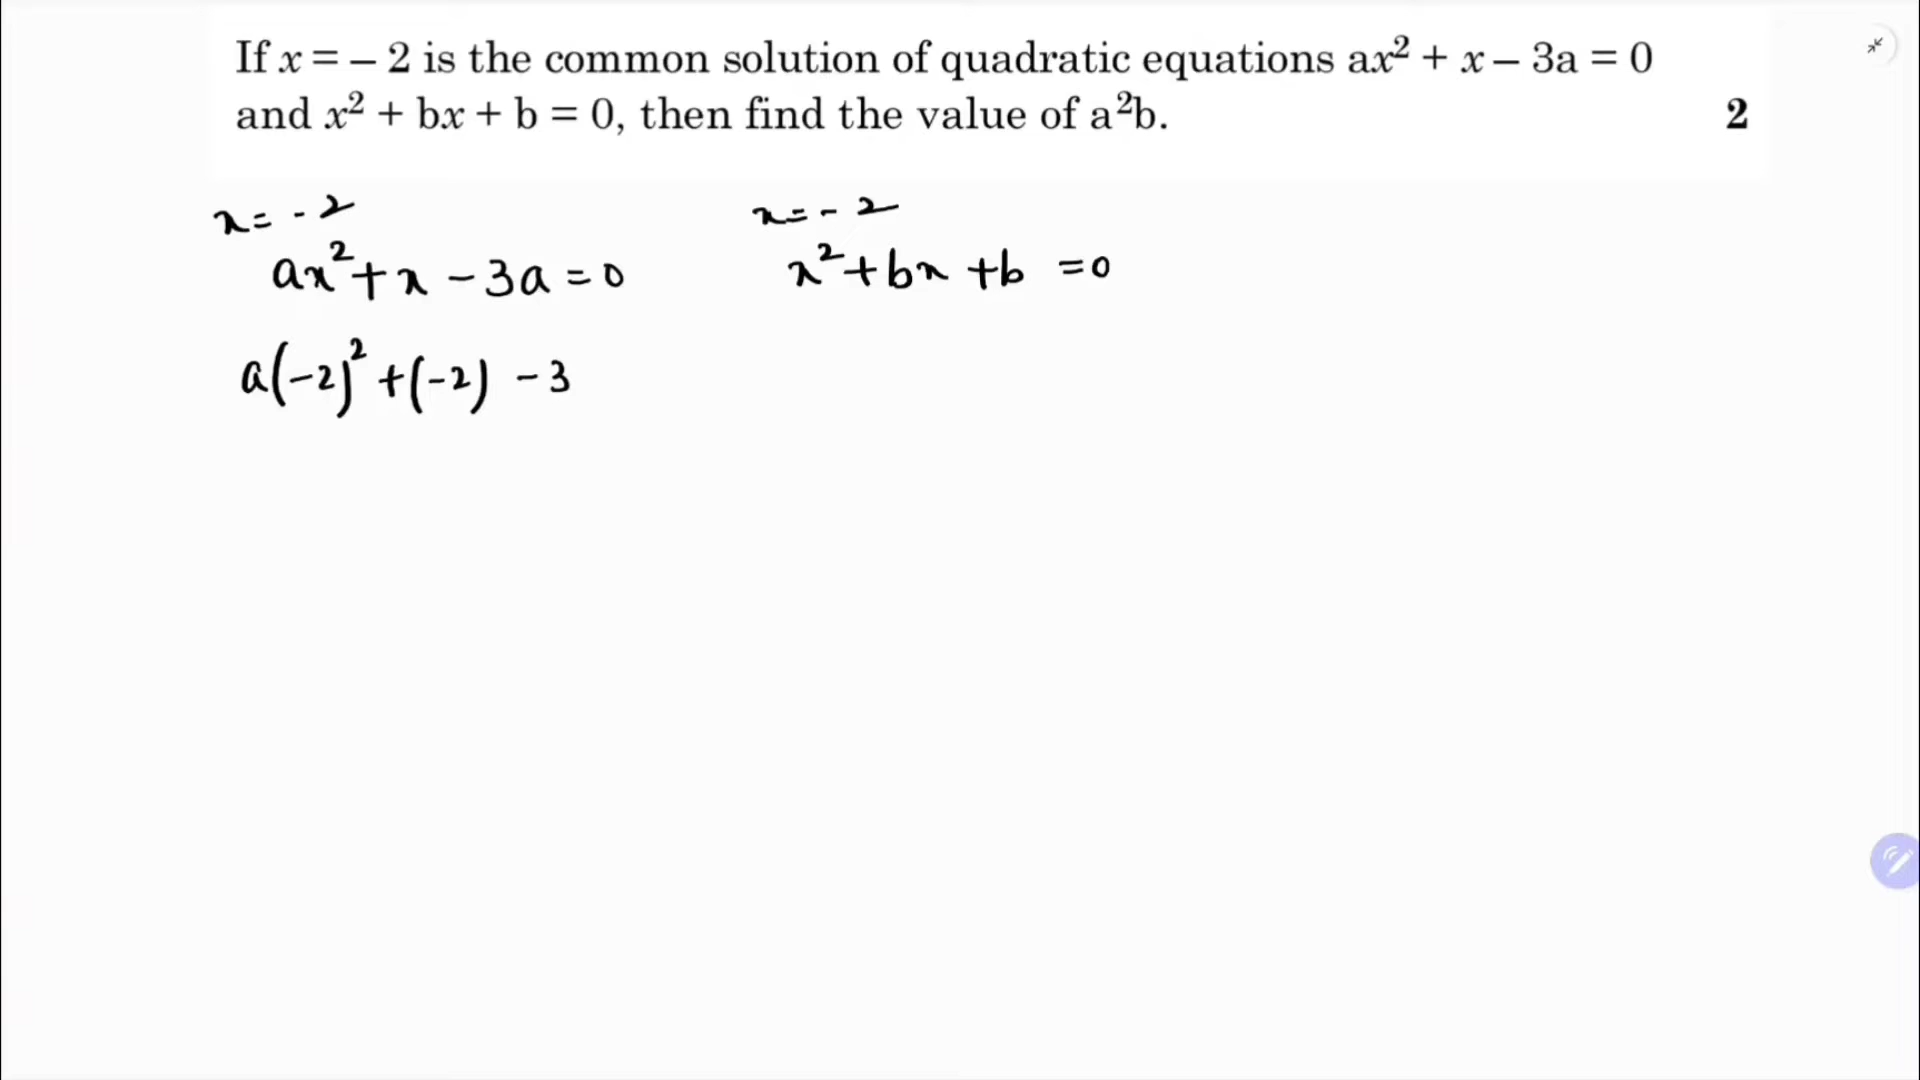 If x = – 2 is the common solution of quadratic equations ax² + x – 3a = 0
and x² + bx + b = 0, then find the value of a²b. 2
x = - 2
x = - 2
ax² + x - 3a = 0
x² + bx + b = 0
a(-2)² + (-2) - 3